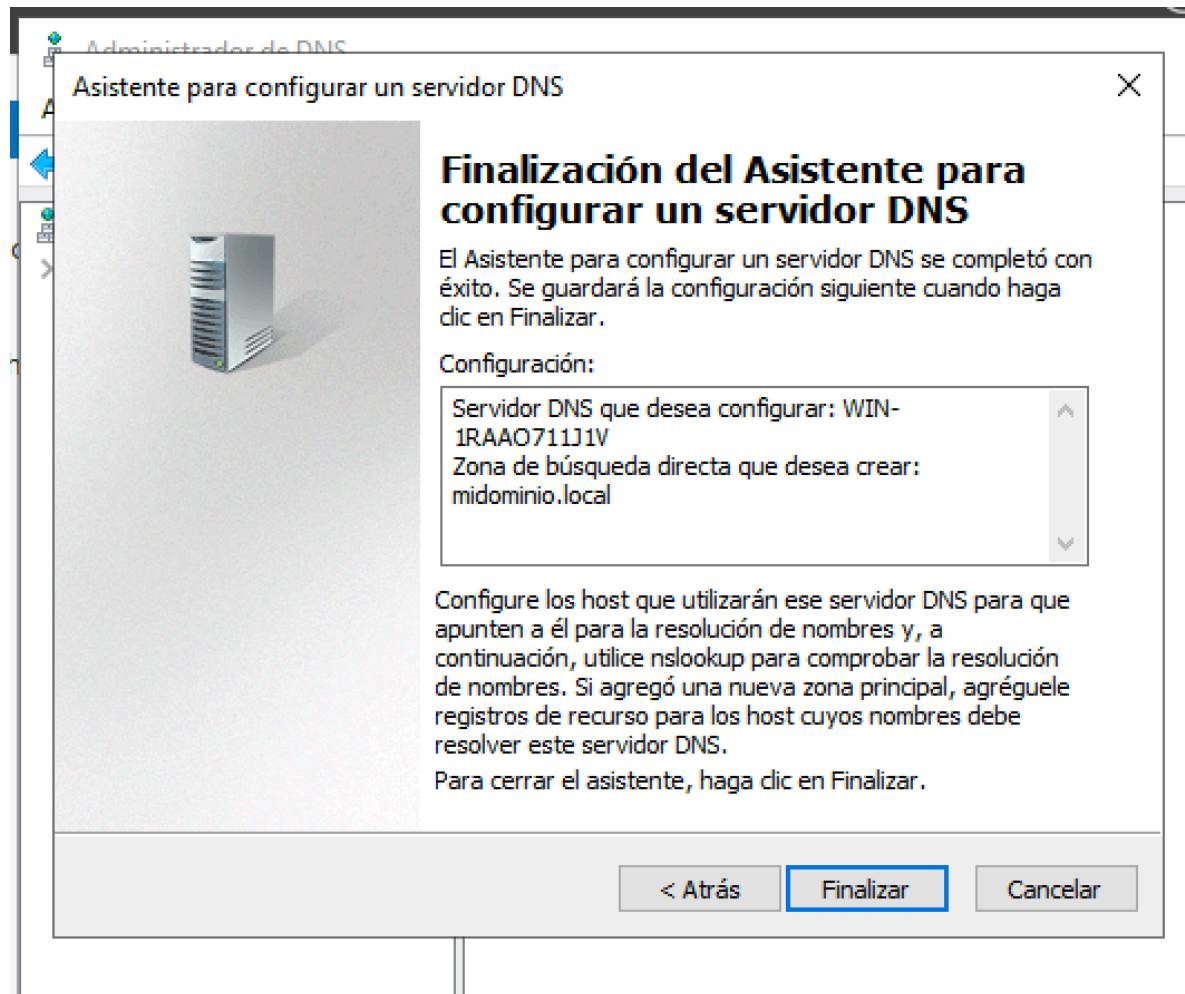 Administrador de DNS
Asistente para configurar un servidor DNS
Finalización del Asistente para
configurar un servidor DNS
El Asistente para configurar un servidor DNS se completó con
éxito. Se guardará la configuración siguiente cuando haga
clic en Finalizar.
Configuración:
Servidor DNS que desea configurar: WIN-
1RAAO711J1V
Zona de búsqueda directa que desea crear:
midominio.local
Configure los host que utilizarán ese servidor DNS para que
apunten a él para la resolución de nombres y, a
continuación, utilice nslookup para comprobar la resolución
de nombres. Si agregó una nueva zona principal, agréguele
registros de recurso para los host cuyos nombres debe
resolver este servidor DNS.
Para cerrar el asistente, haga clic en Finalizar.
< Atrás
Finalizar
Cancelar